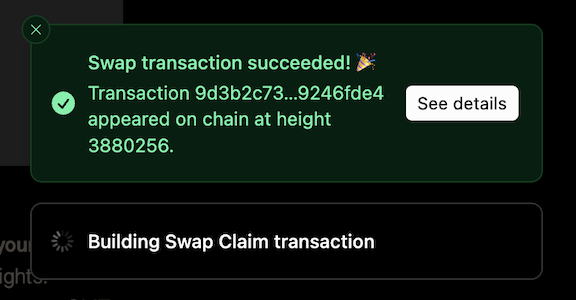 Swap transaction succeeded! 🎉
Transaction 9d3b2c73...9246fde4
appeared on chain at height
3880256.
See details
Building Swap Claim transaction
your
ights.